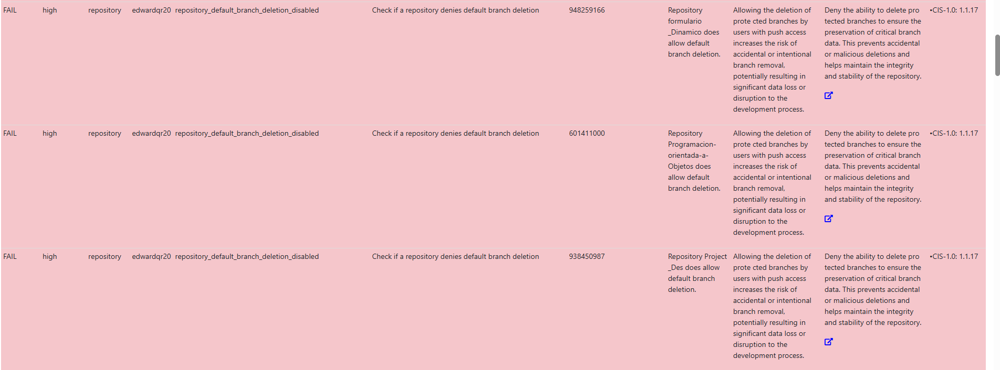 FAIL high repository edwardqr20 repository_default_branch_deletion_disabled Check if a repository denies default branch deletion 948259166
Repository
formulario
_Dinamico does
allow default
branch deletion.
Allowing the deletion of
prote cted branches by
users with push access
increases the risk of
accidental or intentional
branch removal,
potentially resulting in
significant data loss or
disruption to the
development process.
Deny the ability to delete pro
tected branches to ensure the
preservation of critical branch
data. This prevents accidental
or malicious deletions and
helps maintain the integrity
and stability of the repository.
•CIS-1.0: 1.1.17
FAIL high repository edwardqr20 repository_default_branch_deletion_disabled Check if a repository denies default branch deletion 601411000
Repository
Programacion-
orientada-a-
Objetos does
allow default
branch deletion.
Allowing the deletion of
prote cted branches by
users with push access
increases the risk of
accidental or intentional
branch removal,
potentially resulting in
significant data loss or
disruption to the
development process.
Deny the ability to delete pro
tected branches to ensure the
preservation of critical branch
data. This prevents accidental
or malicious deletions and
helps maintain the integrity
and stability of the repository.
•CIS-1.0: 1.1.17
FAIL high repository edwardqr20 repository_default_branch_deletion_disabled Check if a repository denies default branch deletion 938450987
Repository Project
_Des does allow
default branch
deletion.
Allowing the deletion of
prote cted branches by
users with push access
increases the risk of
accidental or intentional
branch removal,
potentially resulting in
significant data loss or
disruption to the
development process.
Deny the ability to delete pro
tected branches to ensure the
preservation of critical branch
data. This prevents accidental
or malicious deletions and
helps maintain the integrity
and stability of the repository.
•CIS-1.0: 1.1.17